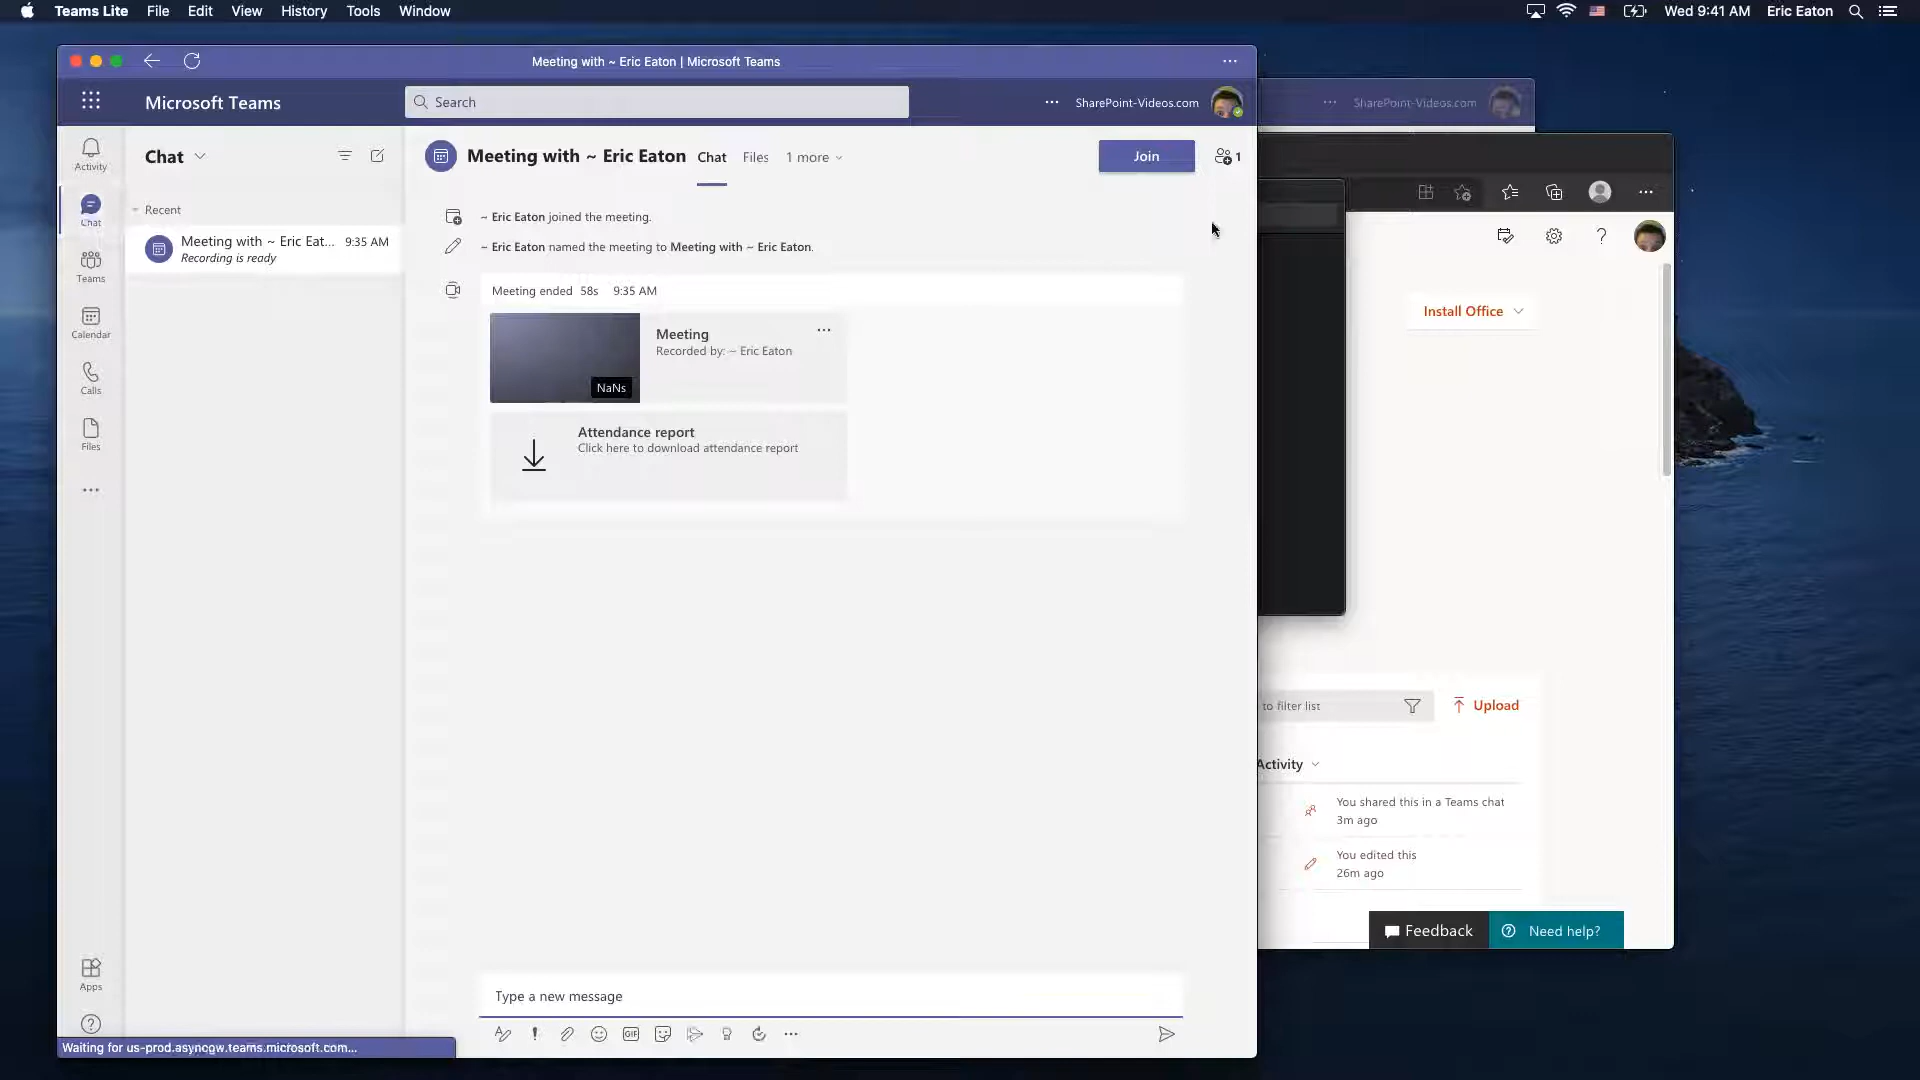 Teams Lite File Edit View History Tools Window
Wed 9:41 AM Eric Eaton
Meeting with ~ Eric Eaton | Microsoft Teams
Microsoft Teams
Search
SharePoint-Videos.com
SharePoint-Videos.com
Activity
Chat
Teams
Calendar
Calls
Files
Apps
Chat
Recent
Meeting with ~ Eric Eat... 9:35 AM
Recording is ready
Meeting with ~ Eric Eaton Chat Files 1 more
Join
1
~ Eric Eaton joined the meeting.
~ Eric Eaton named the meeting to Meeting with ~ Eric Eaton.
Meeting ended 58s 9:35 AM
NaNs
Meeting
Recorded by: ~ Eric Eaton
Attendance report
Click here to download attendance report
Type a new message
GIF
Waiting for us-prod.asyncgw.teams.microsoft.com...
Install Office
to filter list
Upload
Activity
You shared this in a Teams chat
3m ago
You edited this
26m ago
Feedback
Need help?